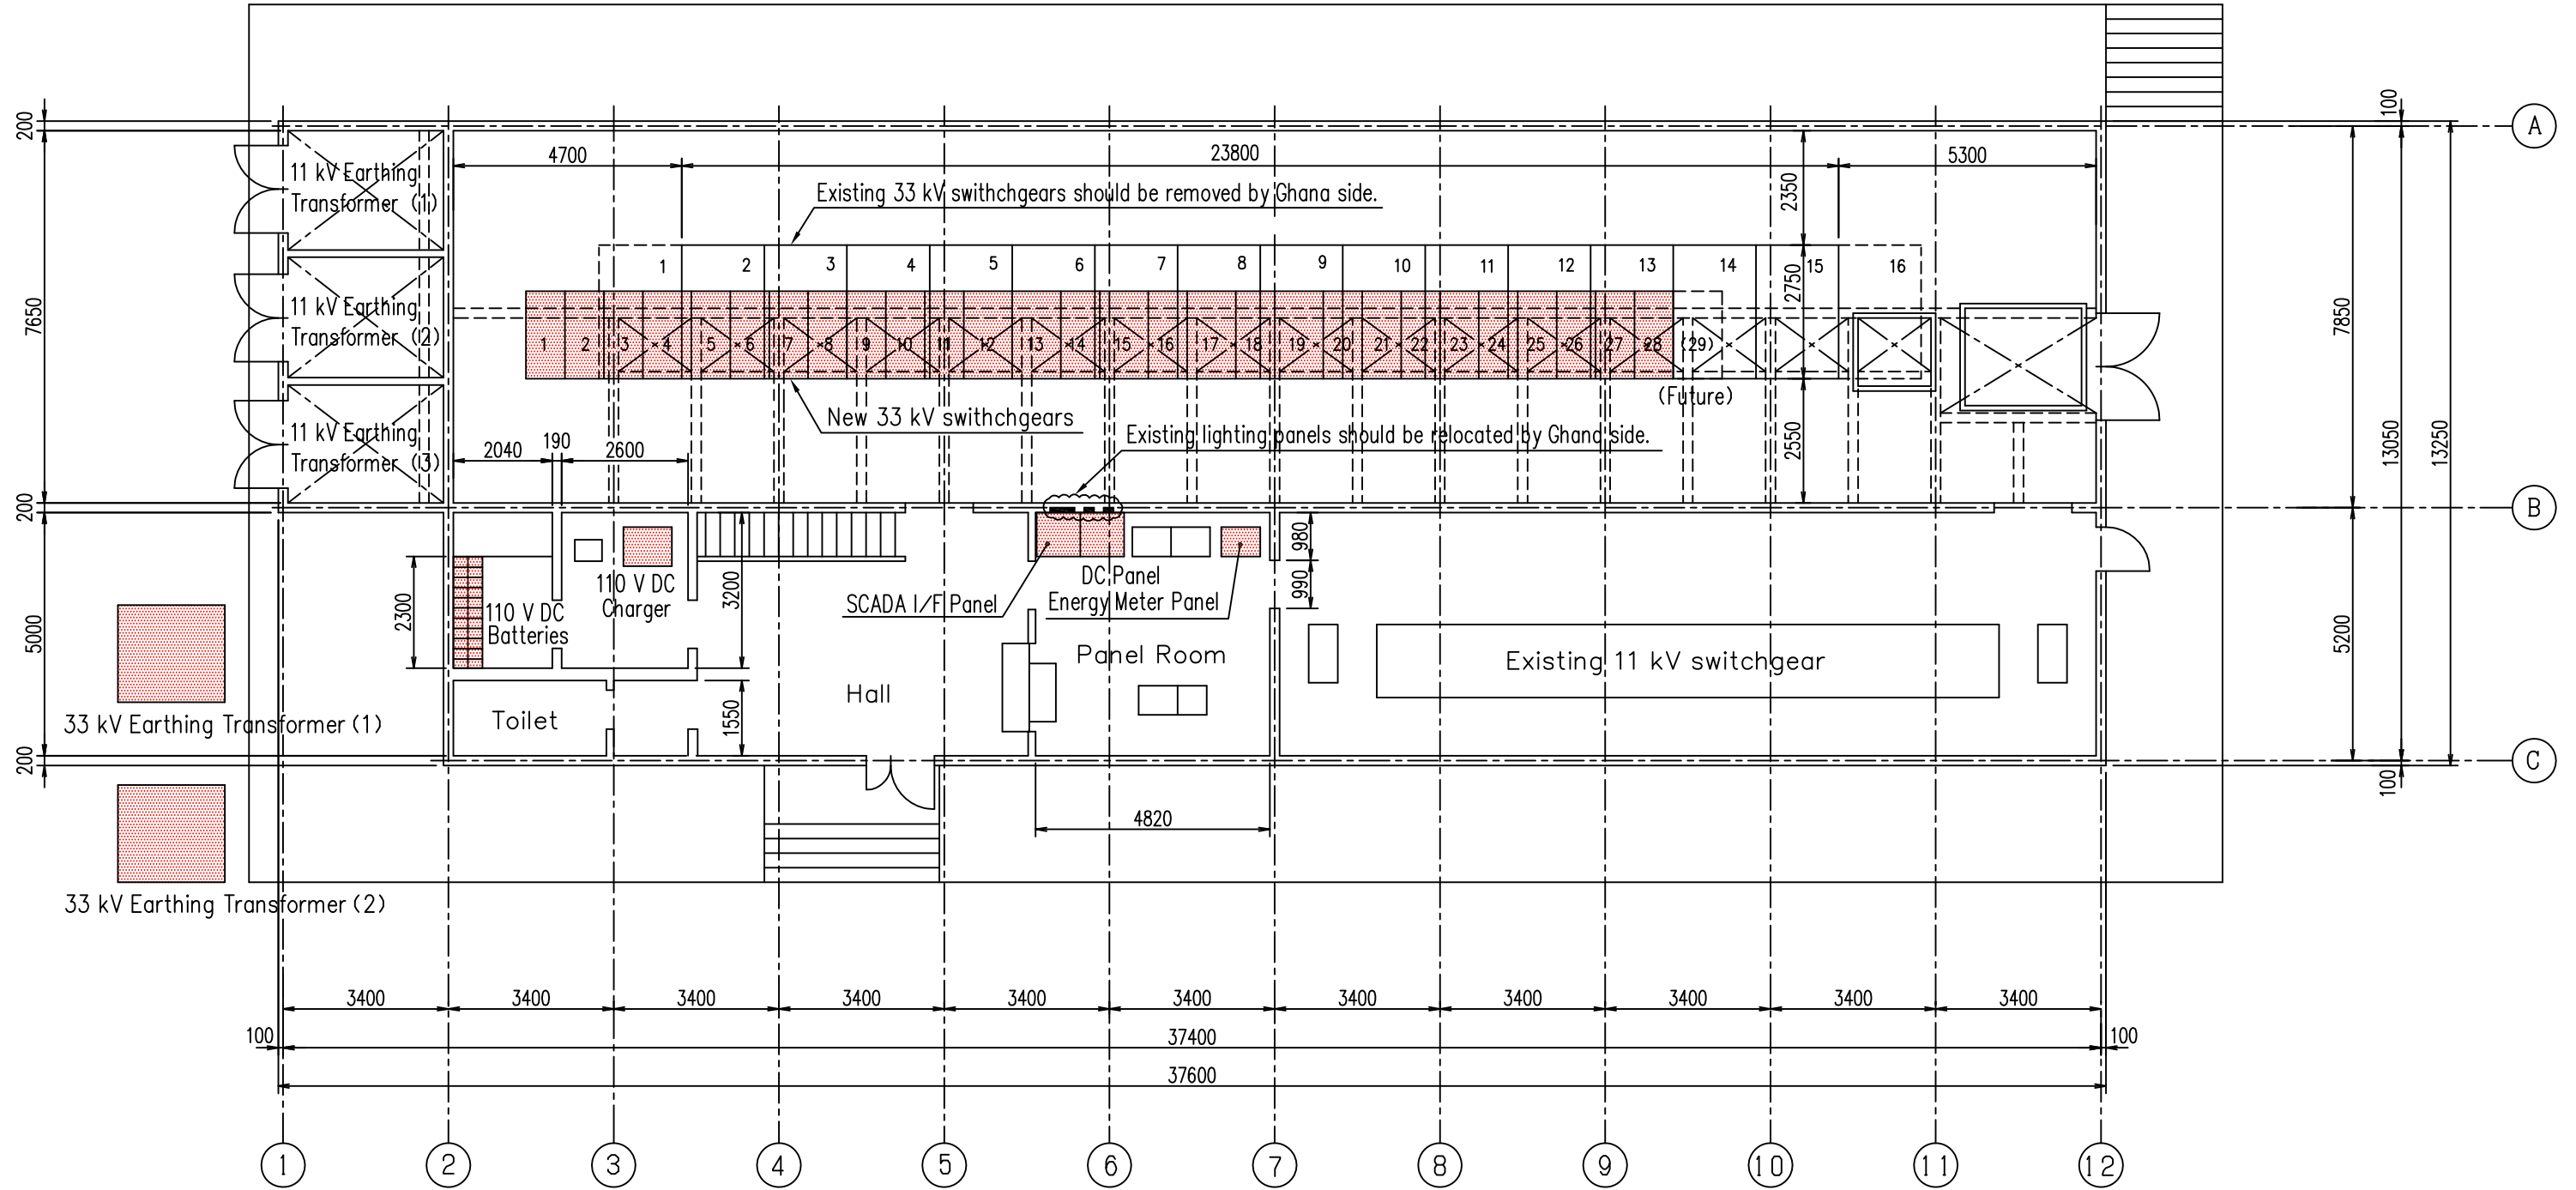 100
A
200
4700
23800
5300
11 kV Earthing
Transformer (1)
2350
Existing 33 kV swithchgears should be removed by Ghana side.
1 2 3 4 5 6 7 8 9 10 11 12 13 14 15 16
2750
7650
11 kV Earthing
Transformer (2)
7850
1 2 3 4 5 6 7 8 9 10 11 12 13 14 15 16 17 18 19 20 21 22 23 24 25 26 27 28 (29)
(Future)
New 33 kV swithchgears
Existing lighting panels should be relocated by Ghana side.
11 kV Earthing
Transformer (3)
2040
190
2600
2550
13050
13250
200
B
980
990
110 V DC
Charger
3200
DC Panel
SCADA I/F Panel
Energy Meter Panel
2300
110 V DC
Batteries
5000
5200
Panel Room
Existing 11 kV switchgear
Hall
1550
Toilet
33 kV Earthing Transformer (1)
200
C
100
4820
33 kV Earthing Transformer (2)
3400 3400 3400 3400 3400 3400 3400 3400 3400 3400 3400
100
37400
100
37600
1 2 3 4 5 6 7 8 9 10 11 12